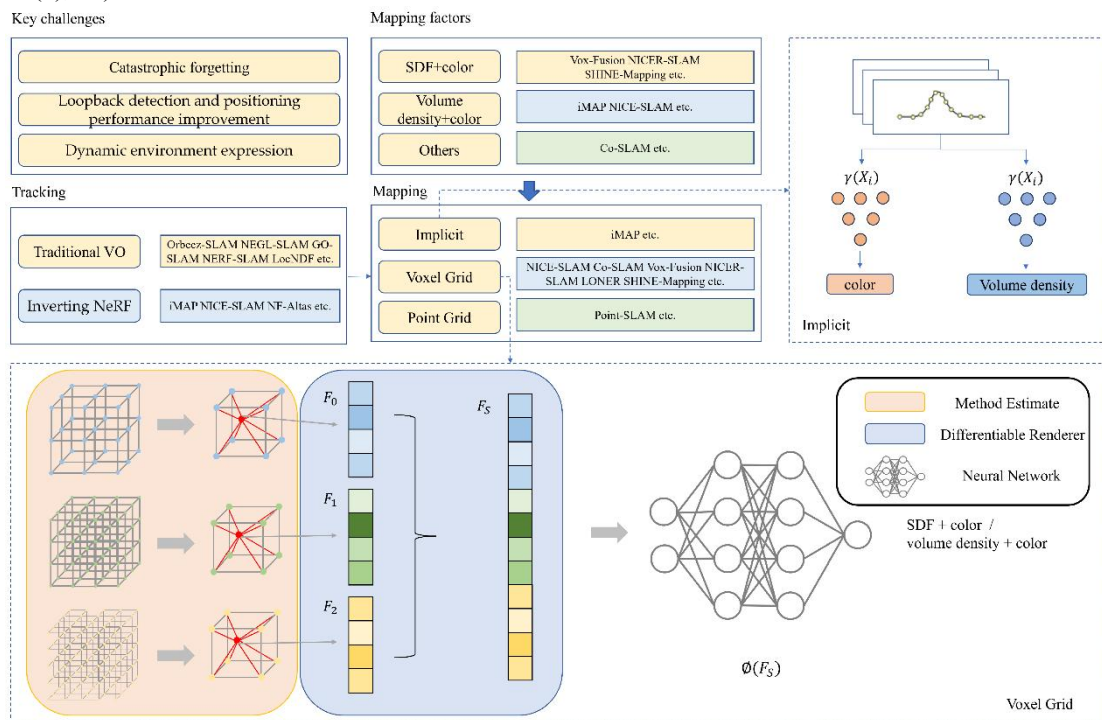 Key challenges
Catastrophic forgetting
Loopback detection and positioning
performance improvement
Dynamic environment expression
Mapping factors
SDF+color
Vox-Fusion NICER-SLAM
SHINE-Mapping etc.
Volume
density+color
iMAP NICE-SLAM etc.
Others
Co-SLAM etc.
Tracking
Traditional VO
Orbeez-SLAM NEGL-SLAM GO-
SLAM NERF-SLAM LocNDF etc.
Inverting NeRF
iMAP NICE-SLAM NF-Altas etc.
Mapping
Implicit
iMAP etc.
Voxel Grid
NICE-SLAM Co-SLAM Vox-Fusion NICER-
SLAM LONER SHINE-Mapping etc.
Point Grid
Point-SLAM etc.
γ(X_i)
γ(X_i)
color
Volume density
Implicit
F_0
F_1
F_2
F_S
Method Estimate
Differentiable Renderer
Neural Network
SDF + color /
volume density + color
∅(F_S)
Voxel Grid